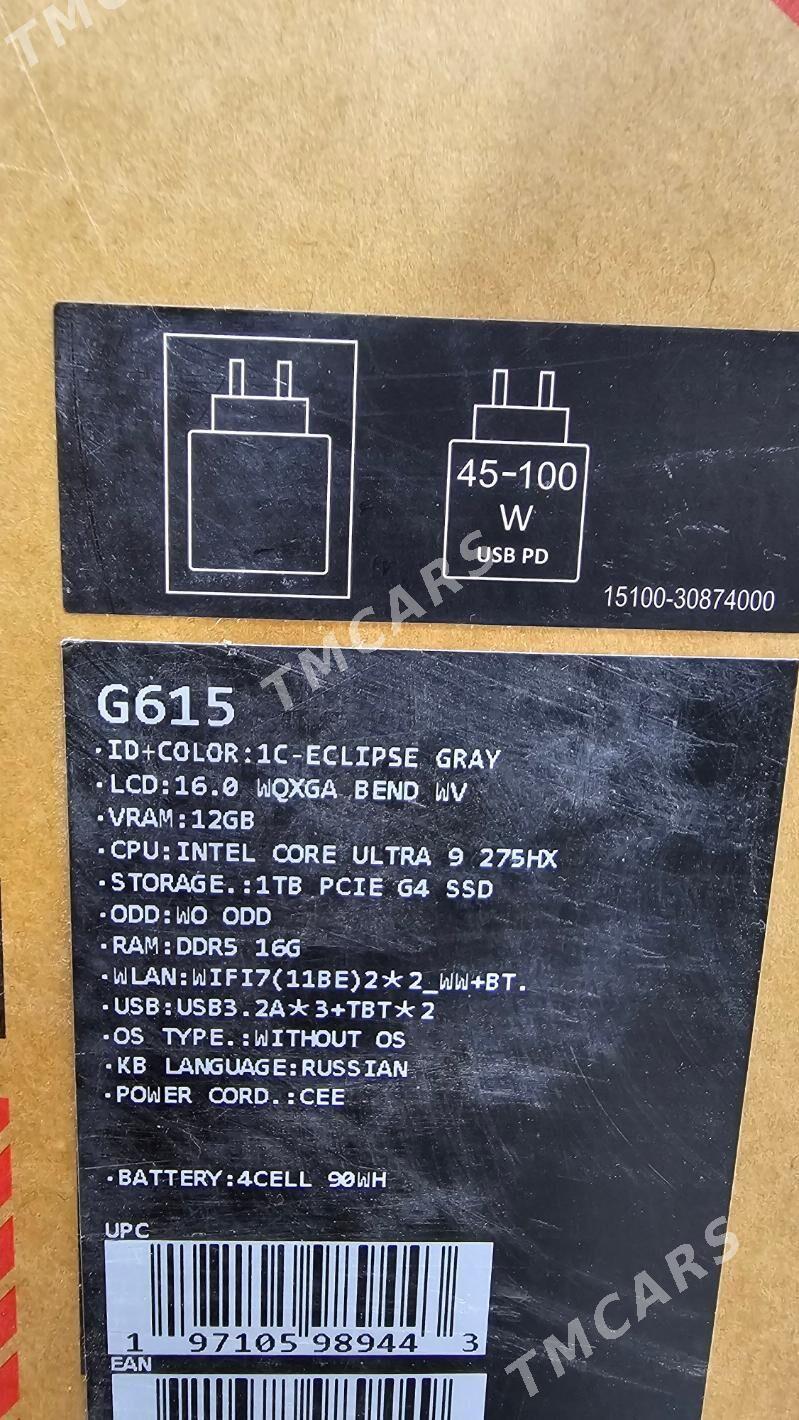 TMCARS
45-100
W
USB PD
15100-30874000
TMCARS
G615
·ID+COLOR:1C-ECLIPSE GRAY
·LCD:16.0 WQXGA BEND WV
·VRAM:12GB
·CPU:INTEL CORE ULTRA 9 275HX
·STORAGE.:1TB PCIE G4 SSD
·ODD:WO ODD
·RAM:DDR5 16G
·WLAN:WIFI7(11BE)2*2_WW+BT.
·USB:USB3.2A*3+TBT*2
·OS TYPE.:WITHOUT OS
·KB LANGUAGE:RUSSIAN
·POWER CORD.:CEE
·BATTERY:4CELL 90WH
UPC
1 97105 98944 3
TMCARS
EAN